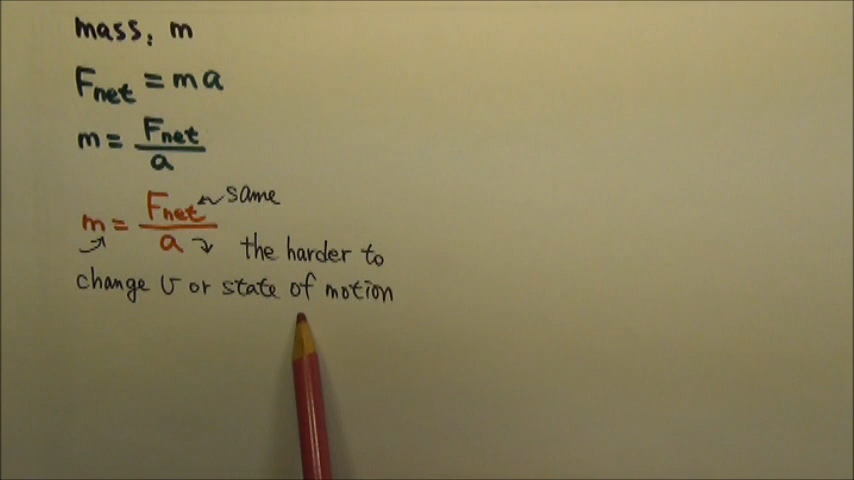 mass, m
Fnet = ma
m = Fnet/a
m = Fnet/a same
the harder to
change v or state of motion